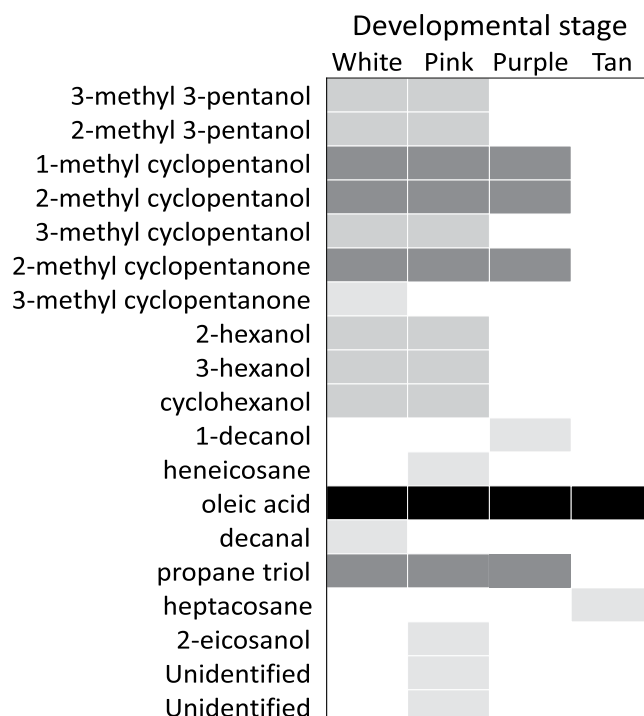 Developmental stage
White Pink Purple Tan
3-methyl 3-pentanol
2-methyl 3-pentanol
1-methyl cyclopentanol
2-methyl cyclopentanol
3-methyl cyclopentanol
2-methyl cyclopentanone
3-methyl cyclopentanone
2-hexanol
3-hexanol
cyclohexanol
1-decanol
heneicosane
oleic acid
decanal
propane triol
heptacosane
2-eicosanol
Unidentified
Unidentified